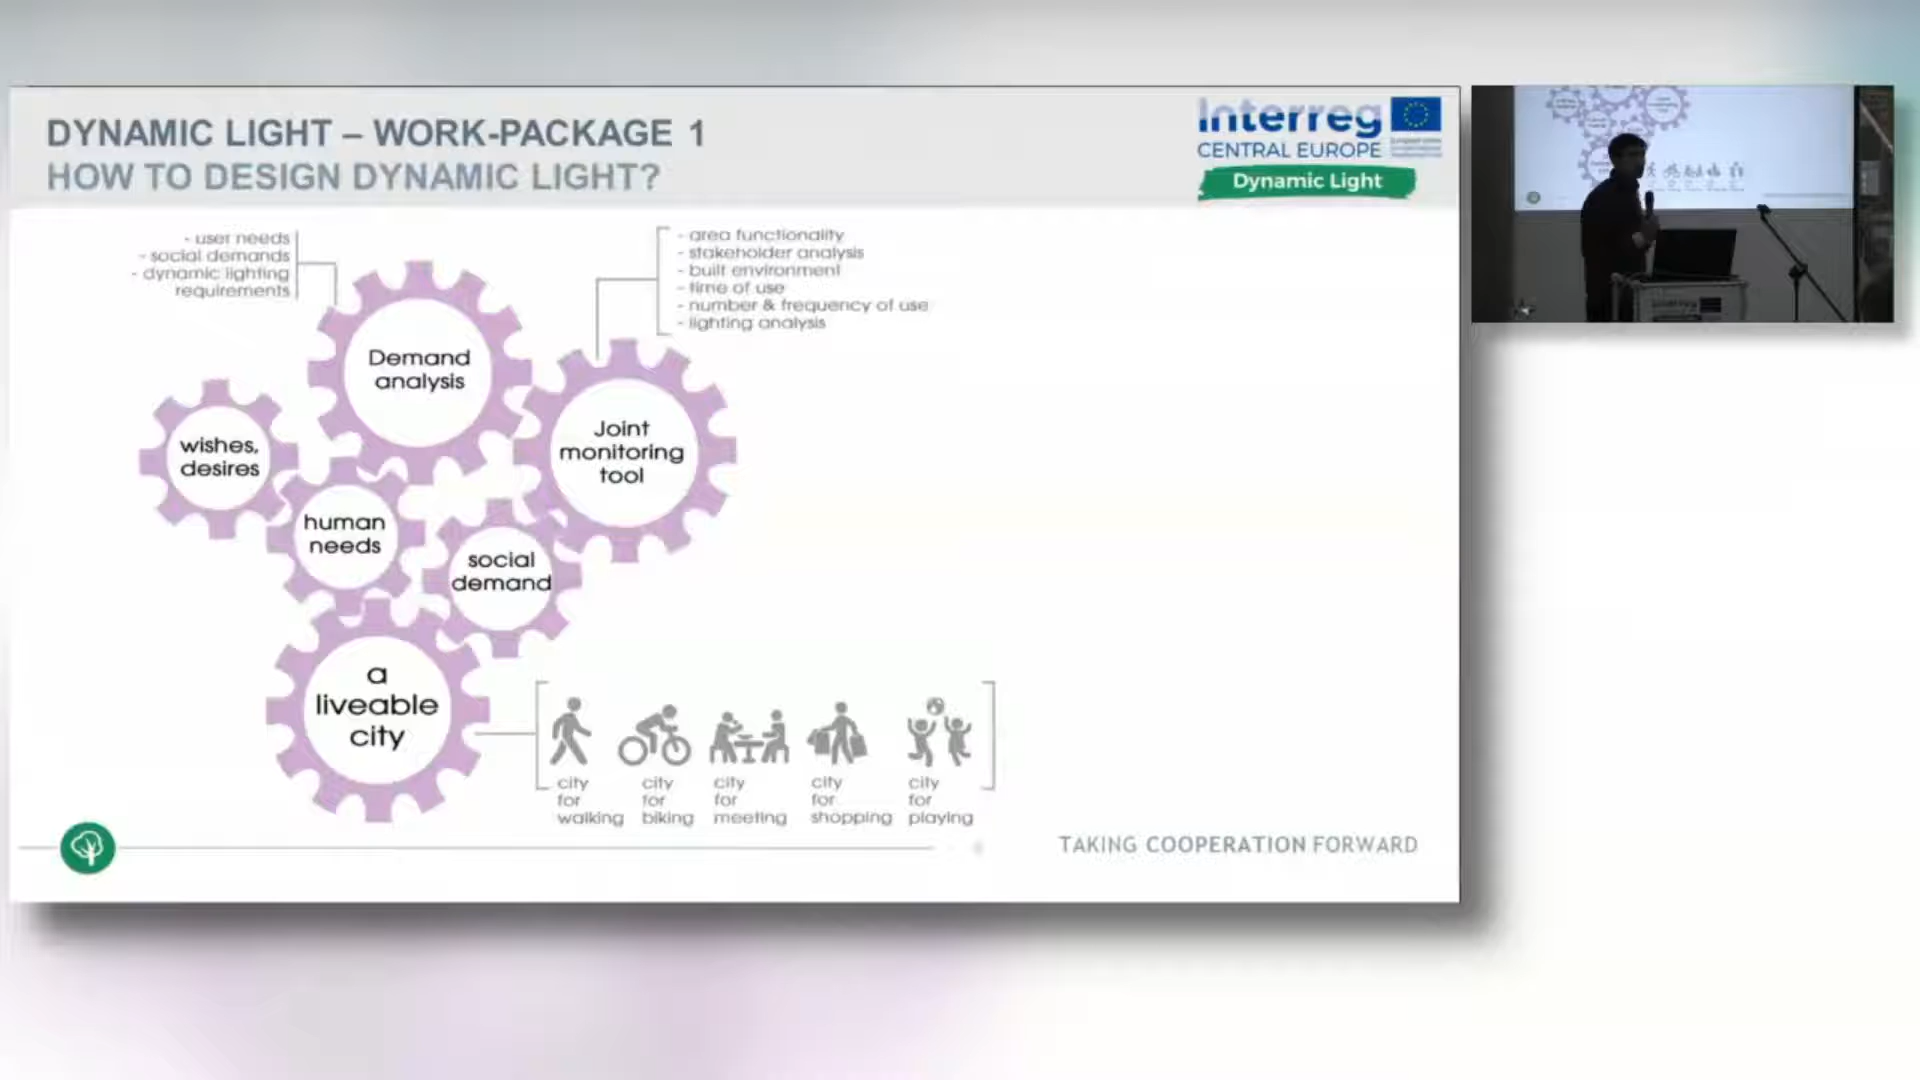 DYNAMIC LIGHT – WORK-PACKAGE 1
HOW TO DESIGN DYNAMIC LIGHT?
Interreg
CENTRAL EUROPE
Dynamic Light
- user needs
- social demands
- dynamic lighting
requirements
- area functionality
- stakeholder analysis
- built environment
- time of use
- number & frequency of use
- lighting analysis
Demand
analysis
Joint
monitoring
tool
wishes,
desires
human
needs
social
demand
a
liveable
city
city
for
walking
city
for
biking
city
for
meeting
city
for
shopping
city
for
playing
TAKING COOPERATION FORWARD
Interreg